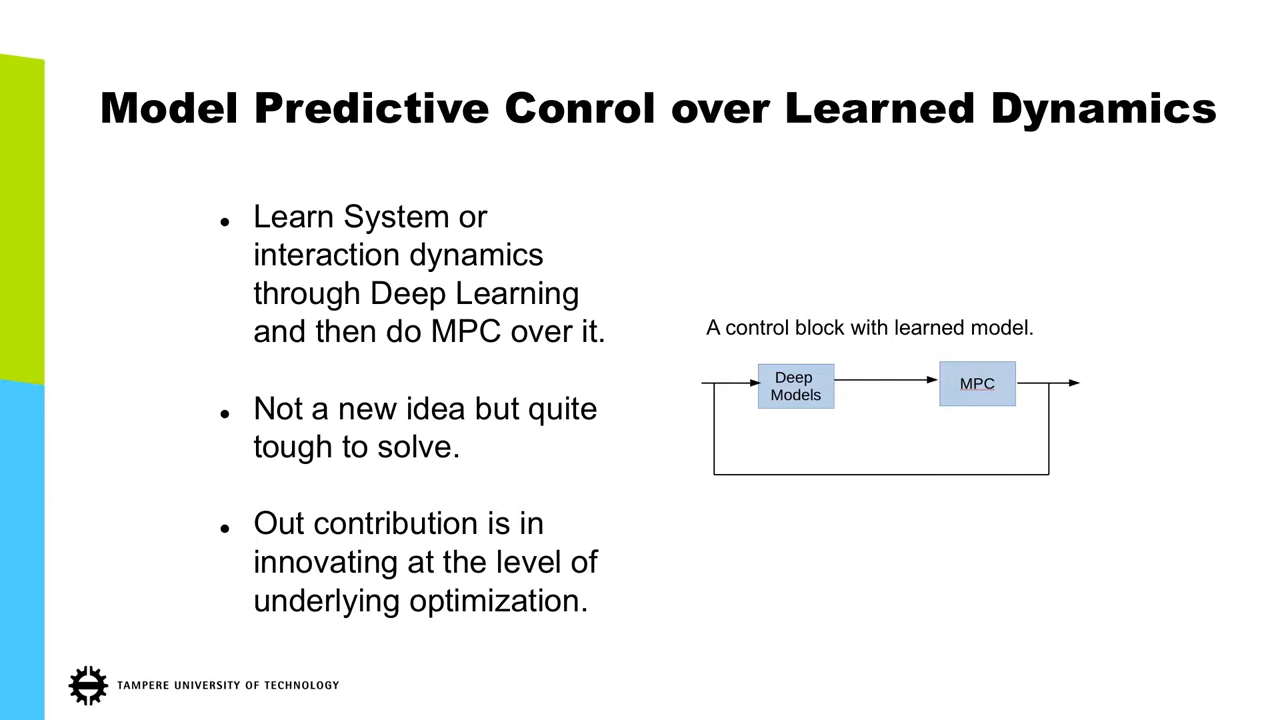 Model Predictive Conrol over Learned Dynamics
Learn System or
interaction dynamics
through Deep Learning
and then do MPC over it.
Not a new idea but quite
tough to solve.
Out contribution is in
innovating at the level of
underlying optimization.
A control block with learned model.
Deep
Models
MPC
TAMPERE UNIVERSITY OF TECHNOLOGY